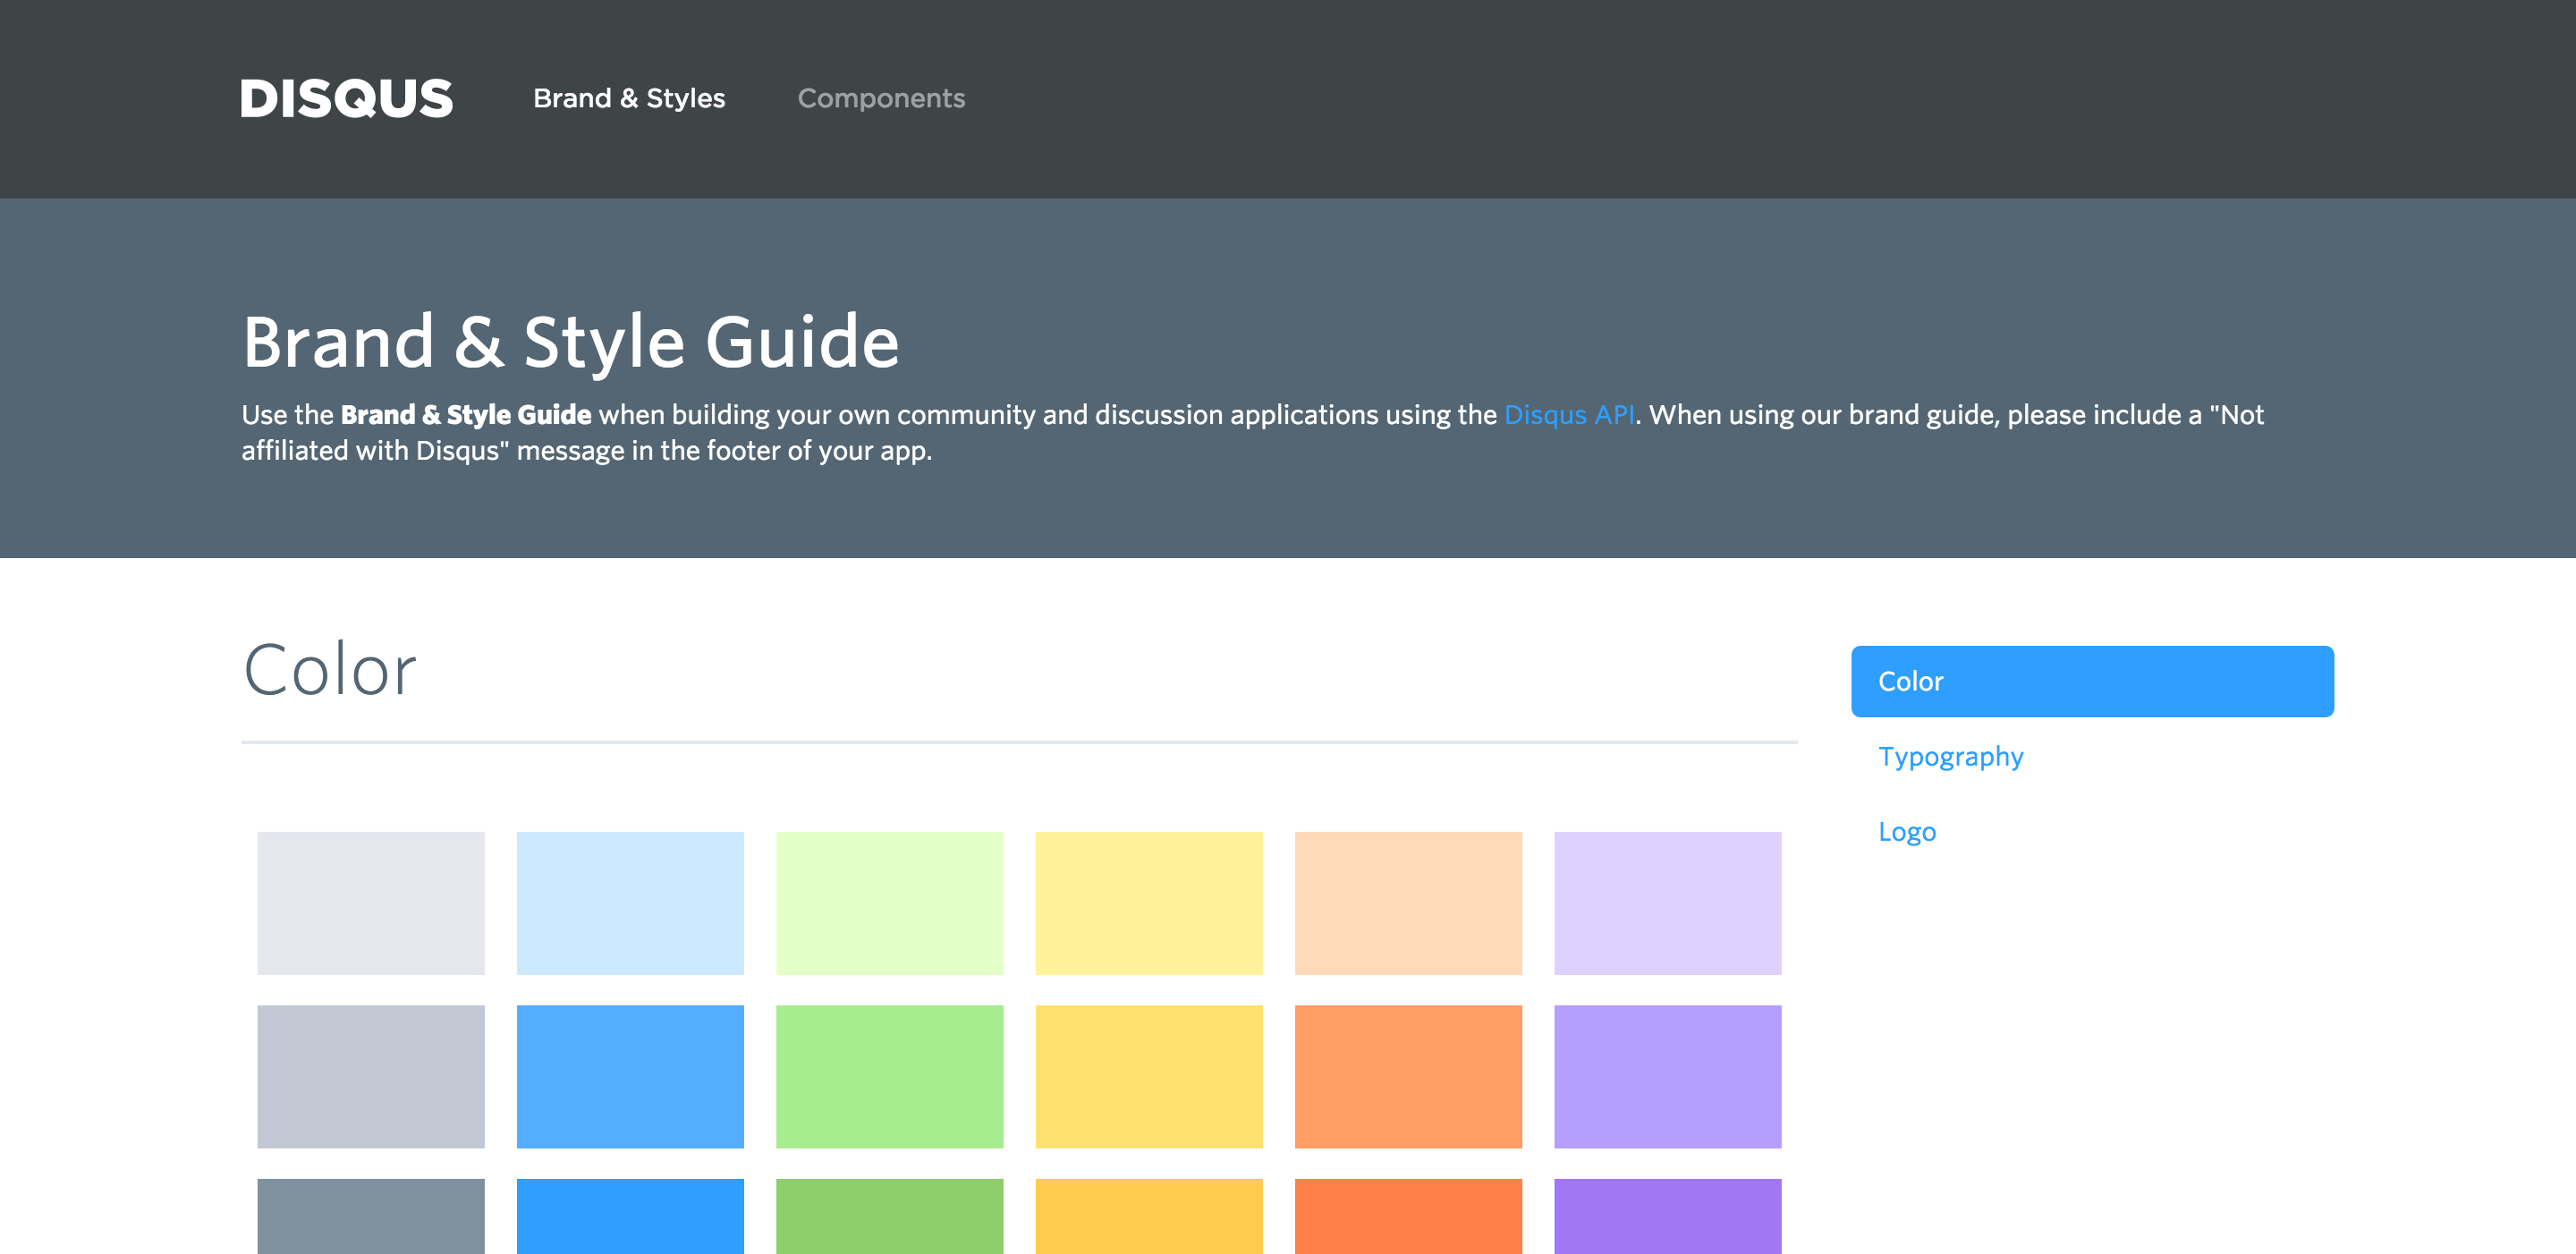 DISQUS Brand & Styles Components
Brand & Style Guide
Use the Brand & Style Guide when building your own community and discussion applications using the Disqus API. When using our brand guide, please include a "Not
affiliated with Disqus" message in the footer of your app.
Color
Color
Typography
Logo